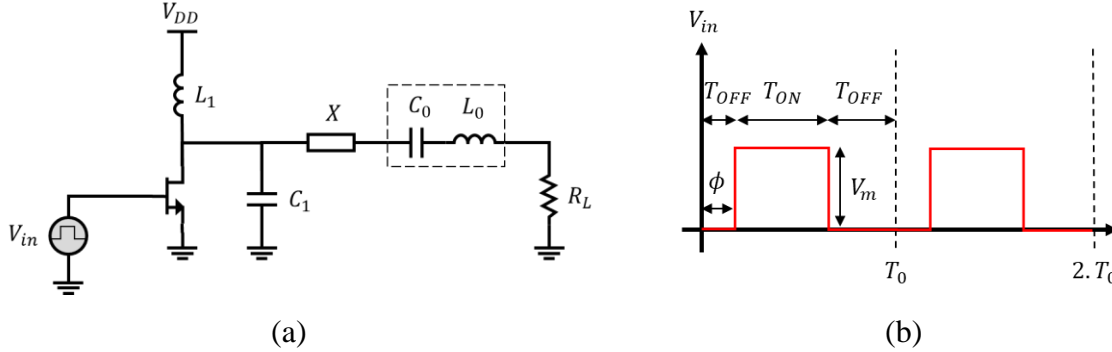 V_{DD}
L_1
X
C_0
L_0
C_1
R_L
V_{in}
(a)
V_{in}
T_{OFF} T_{ON} T_{OFF}
ϕ
V_m
T_0
2.T_0
(b)